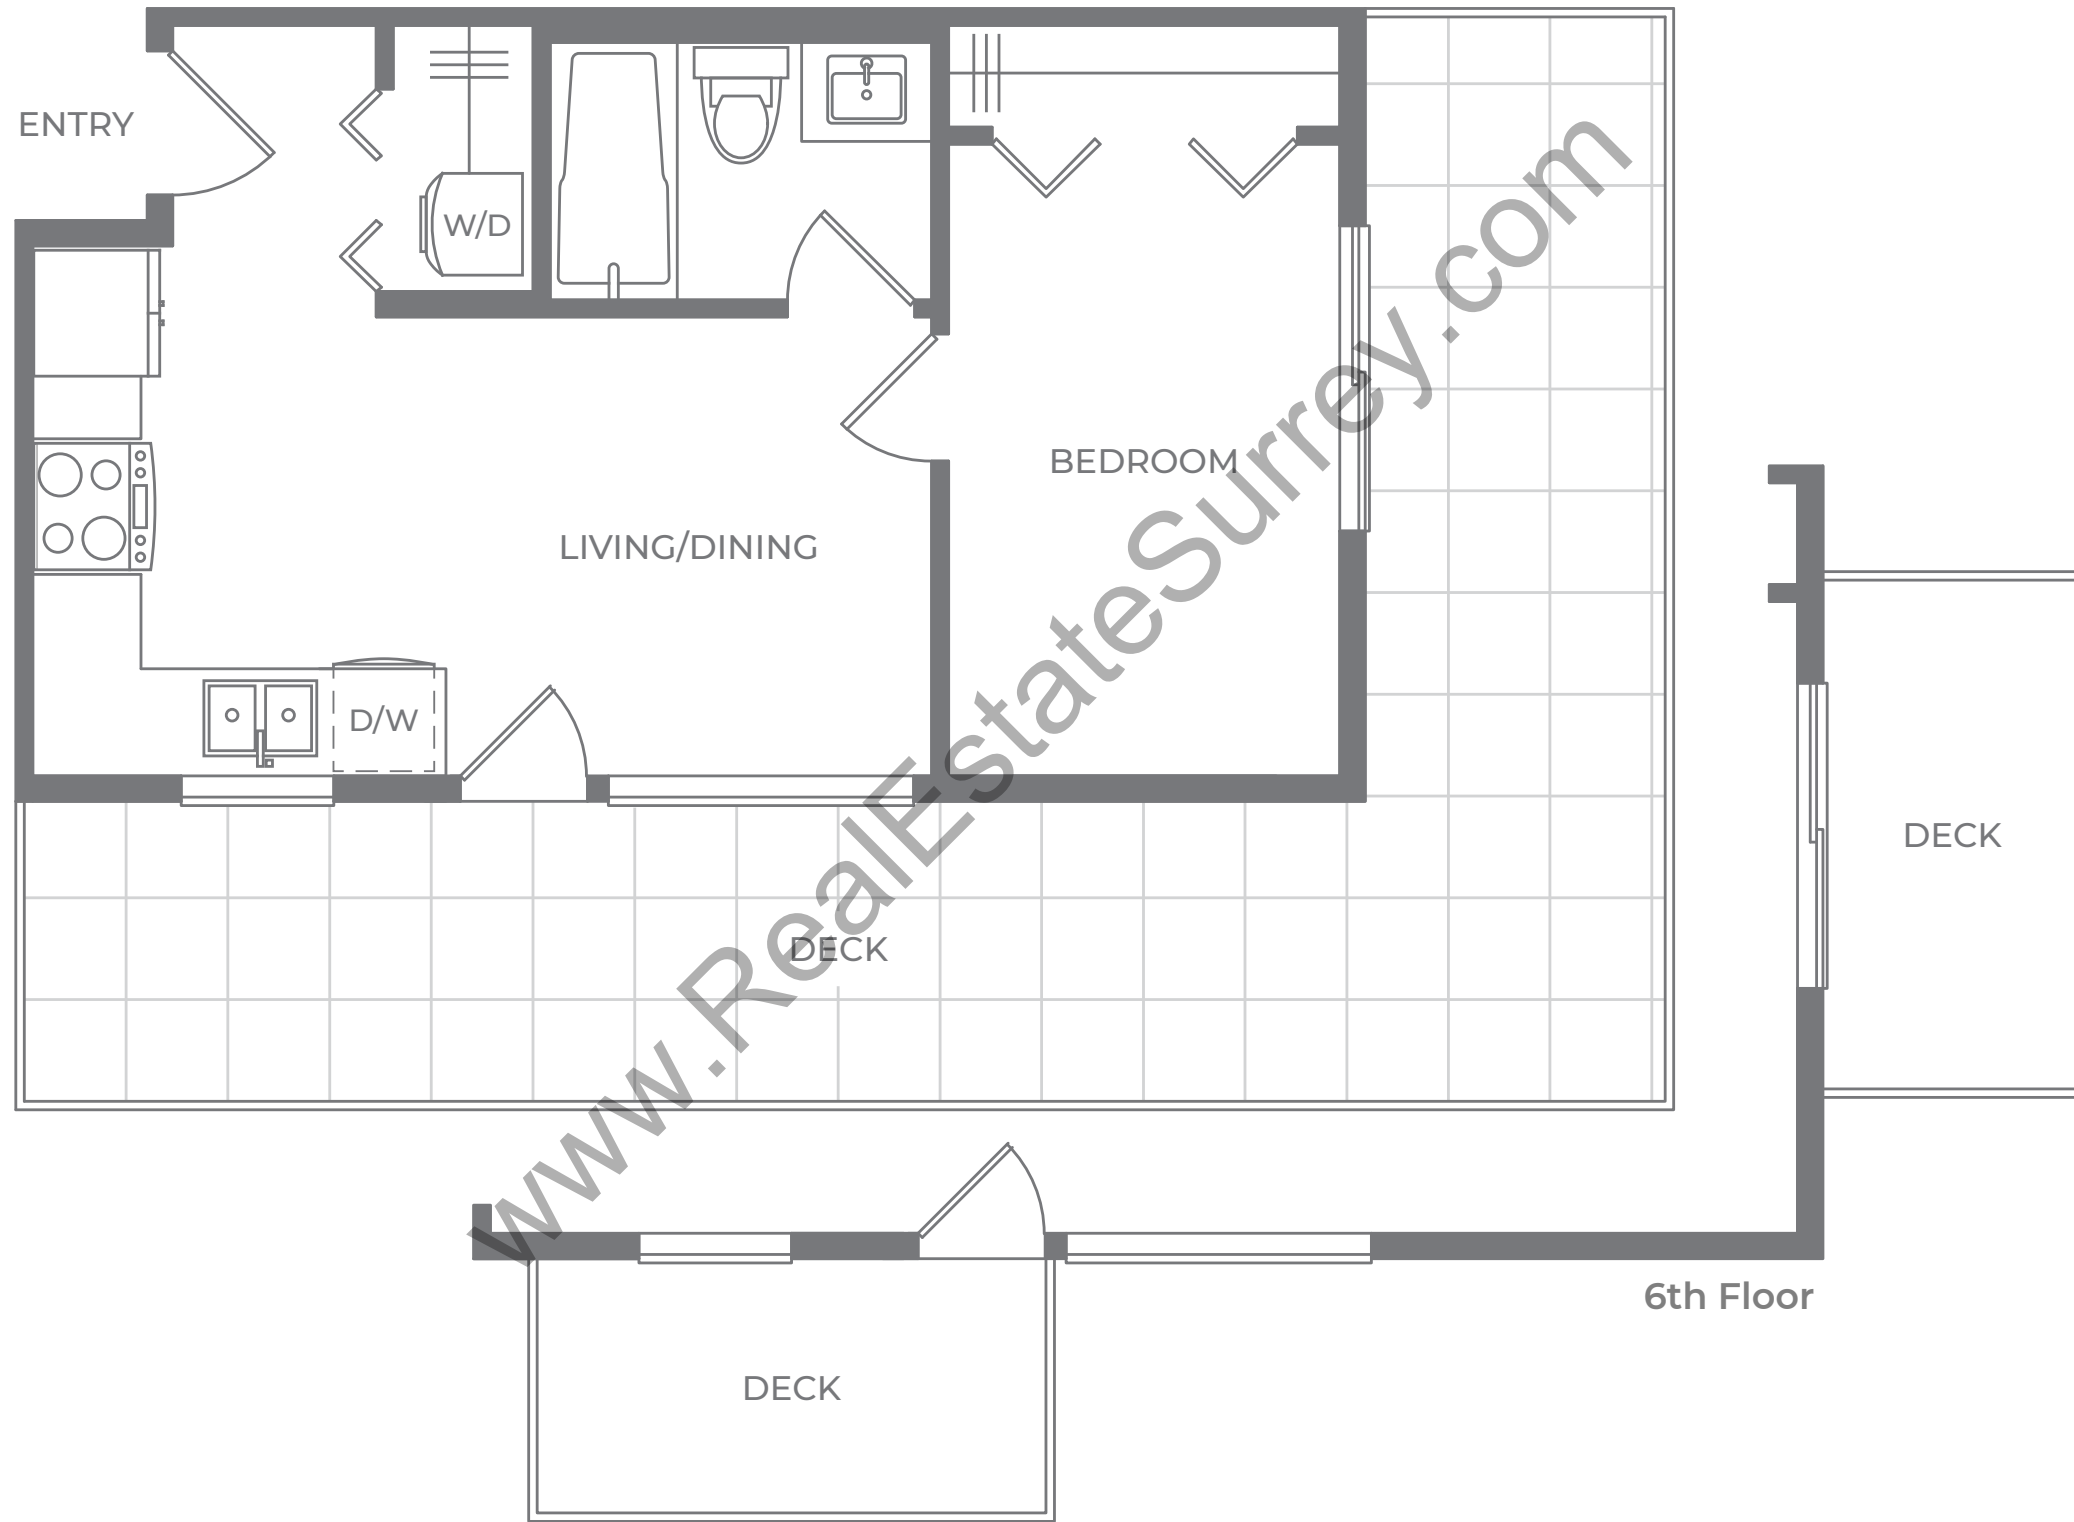 ENTRY
W/D
BEDROOM
LIVING/DINING
D/W
DECK
DECK
www.RealEstateSurrey.com
6th Floor
DECK